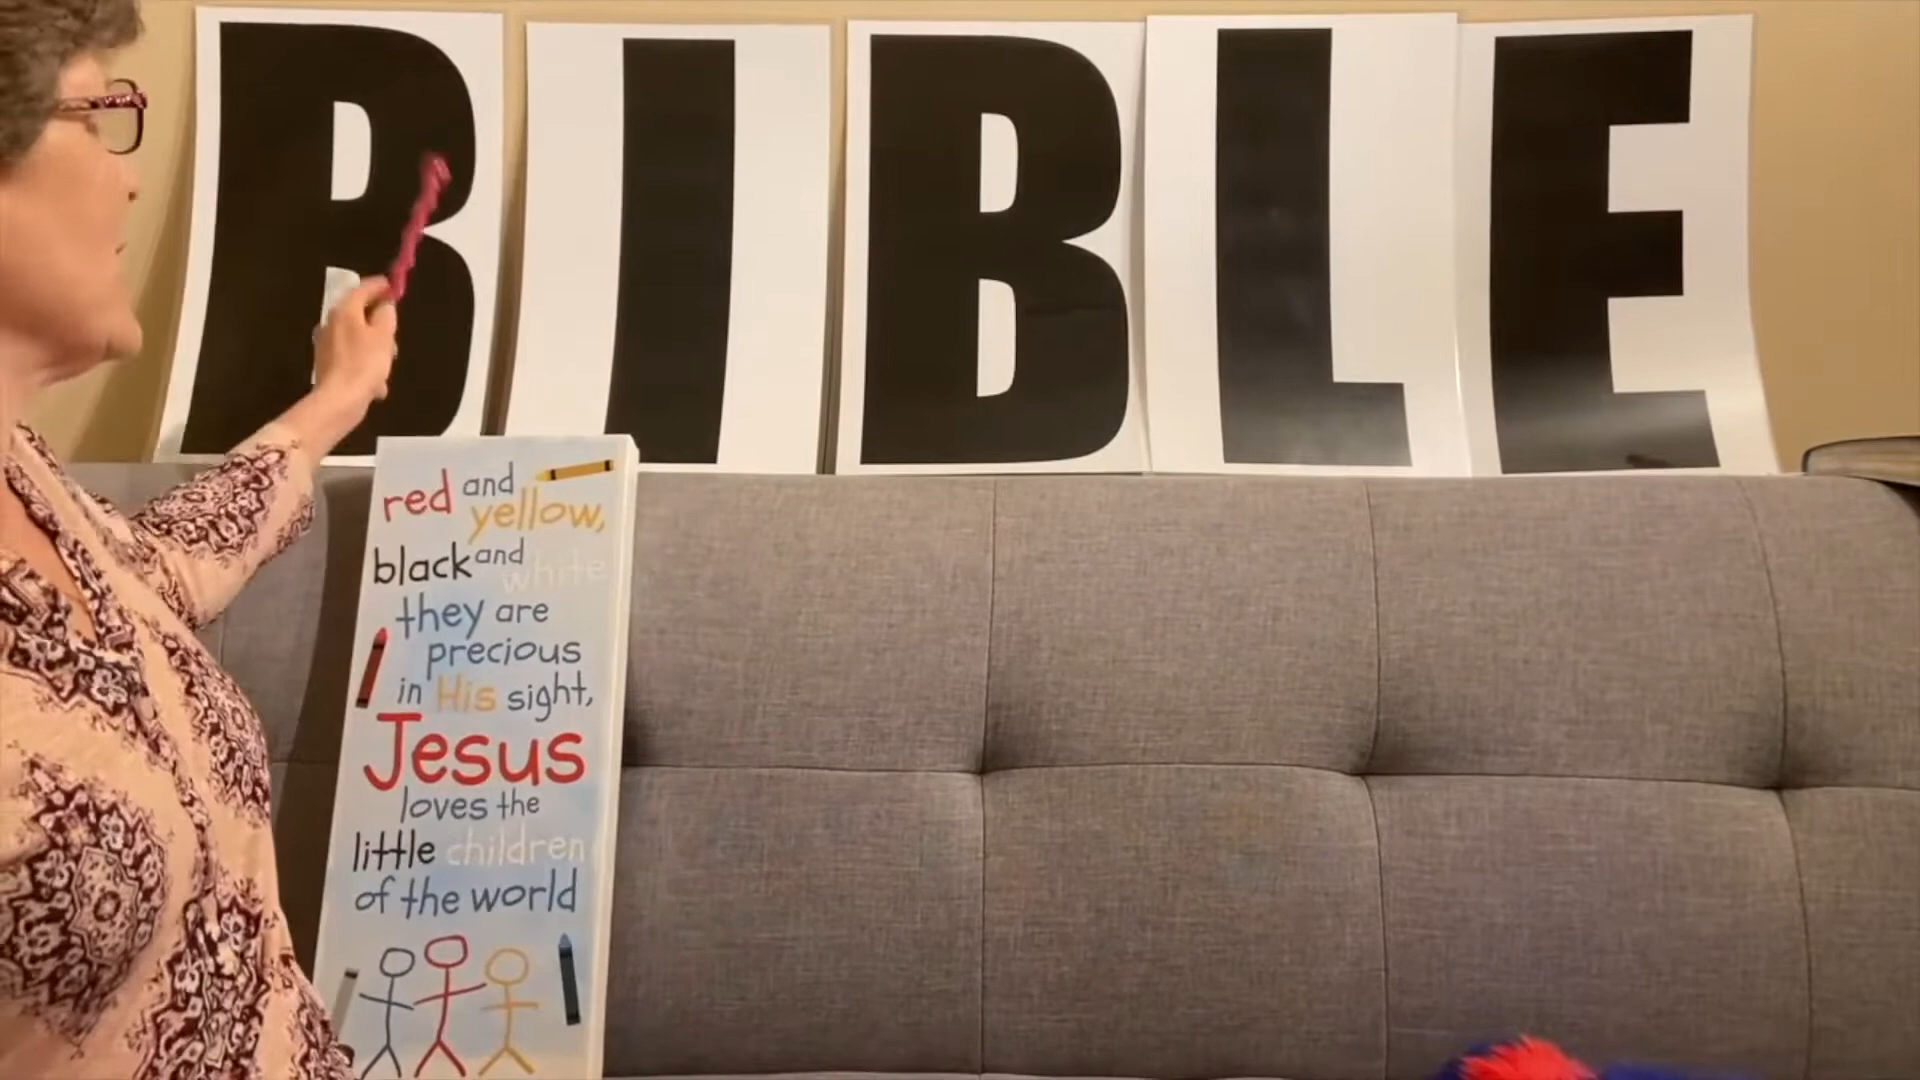 BIBLE
red and
yellow,
black and
white
they are
precious
in His sight,
Jesus
loves the
little children
of the world